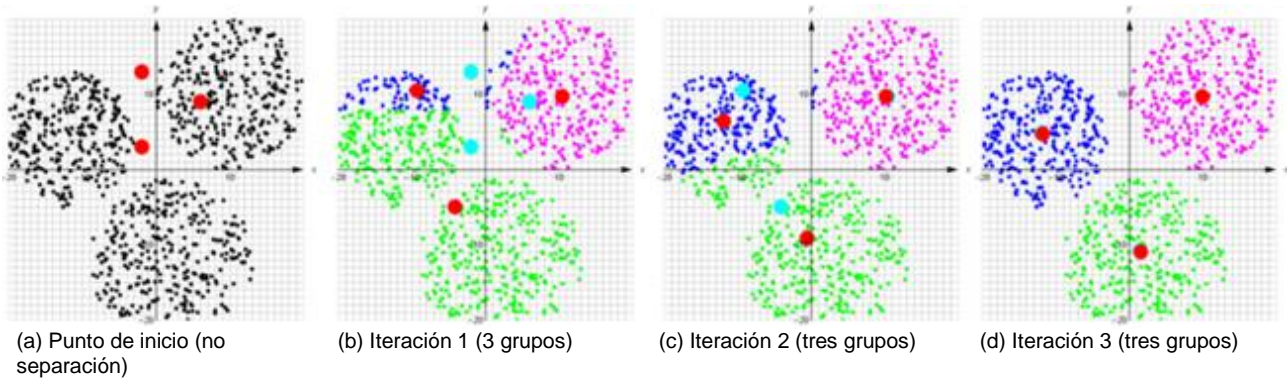 (a) Punto de inicio (no
separación)
(b) Iteración 1 (3 grupos)
(c) Iteración 2 (tres grupos)
(d) Iteración 3 (tres grupos)